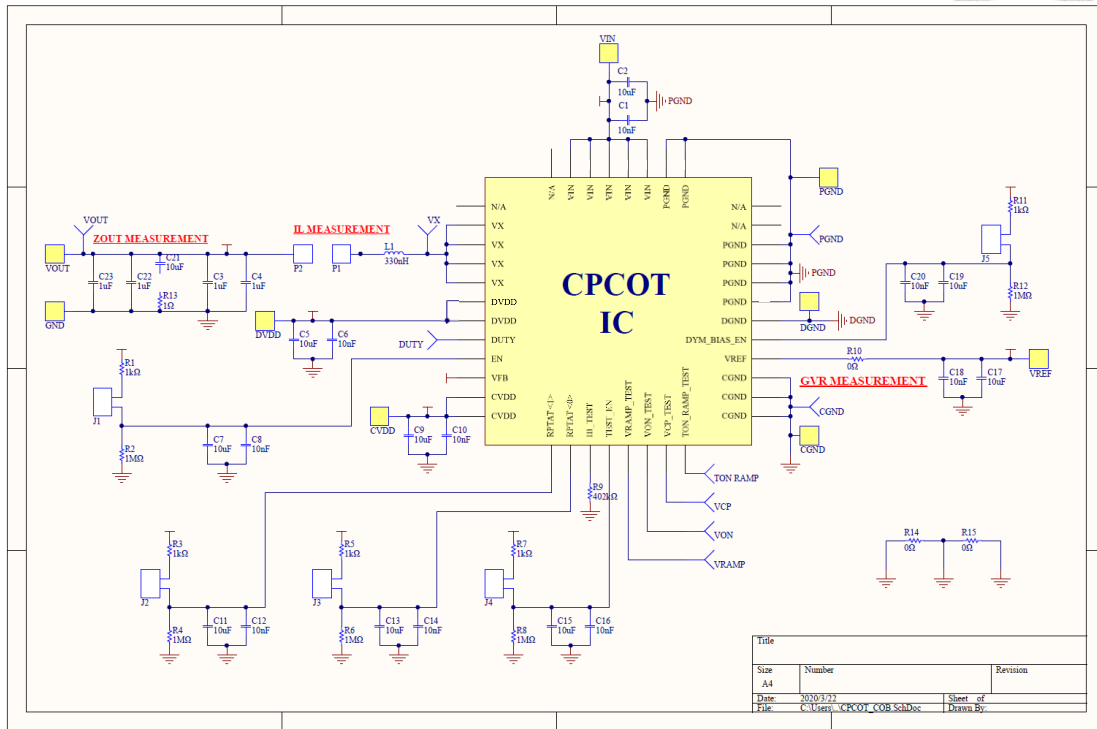 VIN
C2
10uF
PGND
C1
10nF
N/A
VIN
VIN
VIN
VIN
VIN
PGND
PGND
PGND
N/A
VX
VX
VX
VX
DVDD
DVDD
DUTY
EN
VFB
CVDD
CVDD
N/A
N/A
PGND
PGND
PGND
PGND
DGND
DYM_BIAS_EN
VREF
CGND
CGND
CGND
RPTAT<1>
RPTAT<0>
IB_TEST
TEST_EN
VRAMP_TEST
VON_TEST
VCP_TEST
TON_RAMP_TEST
CPCOT
IC
VOUT
ZOUT MEASUREMENT
IL MEASUREMENT
VX
VOUT
C23
1uF
C22
1uF
C21
10uF
R13
1Ω
C3
1uF
C4
1uF
P2
P1
L1
330nH
GND
DVDD
C5
10uF
C6
10nF
DUTY
R1
1kΩ
J1
R2
1MΩ
C7
10uF
C8
10nF
CVDD
C9
10uF
C10
10nF
PGND
PGND
DGND
DGND
R11
1kΩ
J5
C20
10nF
C19
10uF
R12
1MΩ
R10
0Ω
GVR MEASUREMENT
C18
10nF
C17
10uF
VREF
CGND
CGND
R9
402kΩ
TON RAMP
VCP
VON
VRAMP
R3
1kΩ
J2
R4
1MΩ
C11
10uF
C12
10nF
R5
1kΩ
J3
R6
1MΩ
C13
10uF
C14
10nF
R7
1kΩ
J4
R8
1MΩ
C15
10uF
C16
10nF
R14
0Ω
R15
0Ω
Title
Size
Number
Revision
A4
Date: 2020/3/22
Sheet of
File: C:\Users\..\CPCOT_COB.SchDoc
Drawn By: